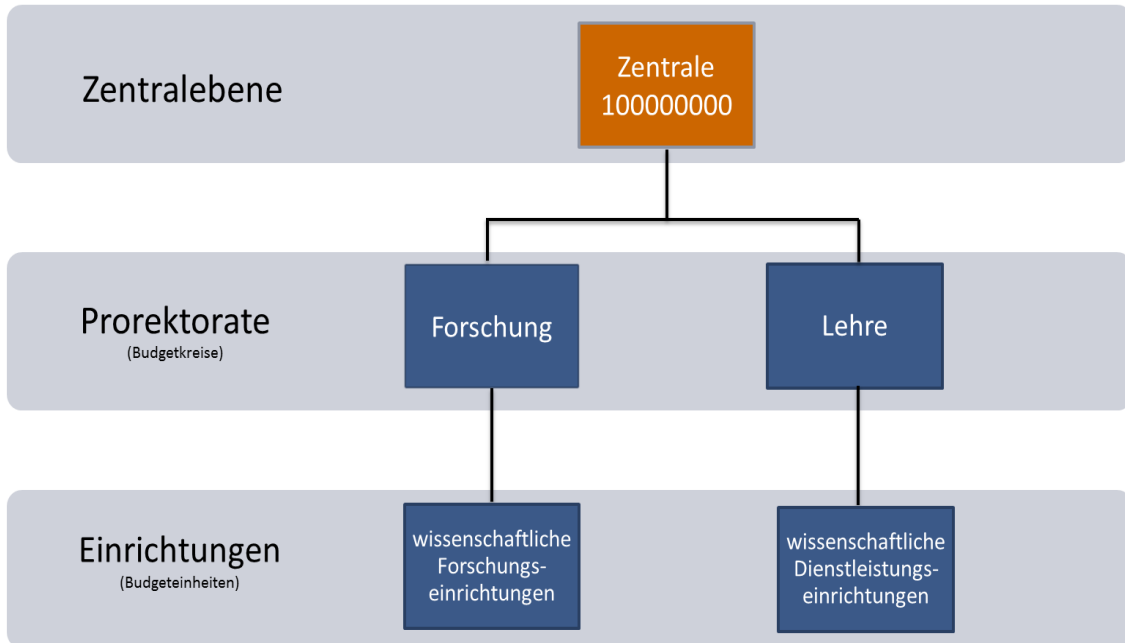 Zentralebene
Zentrale
100000000
Prorektorate
(Budgetkreise)
Forschung
Lehre
Einrichtungen
(Budgeteinheiten)
wissenschaftliche
Forschungs-
einrichtungen
wissenschaftliche
Dienstleistungs-
einrichtungen